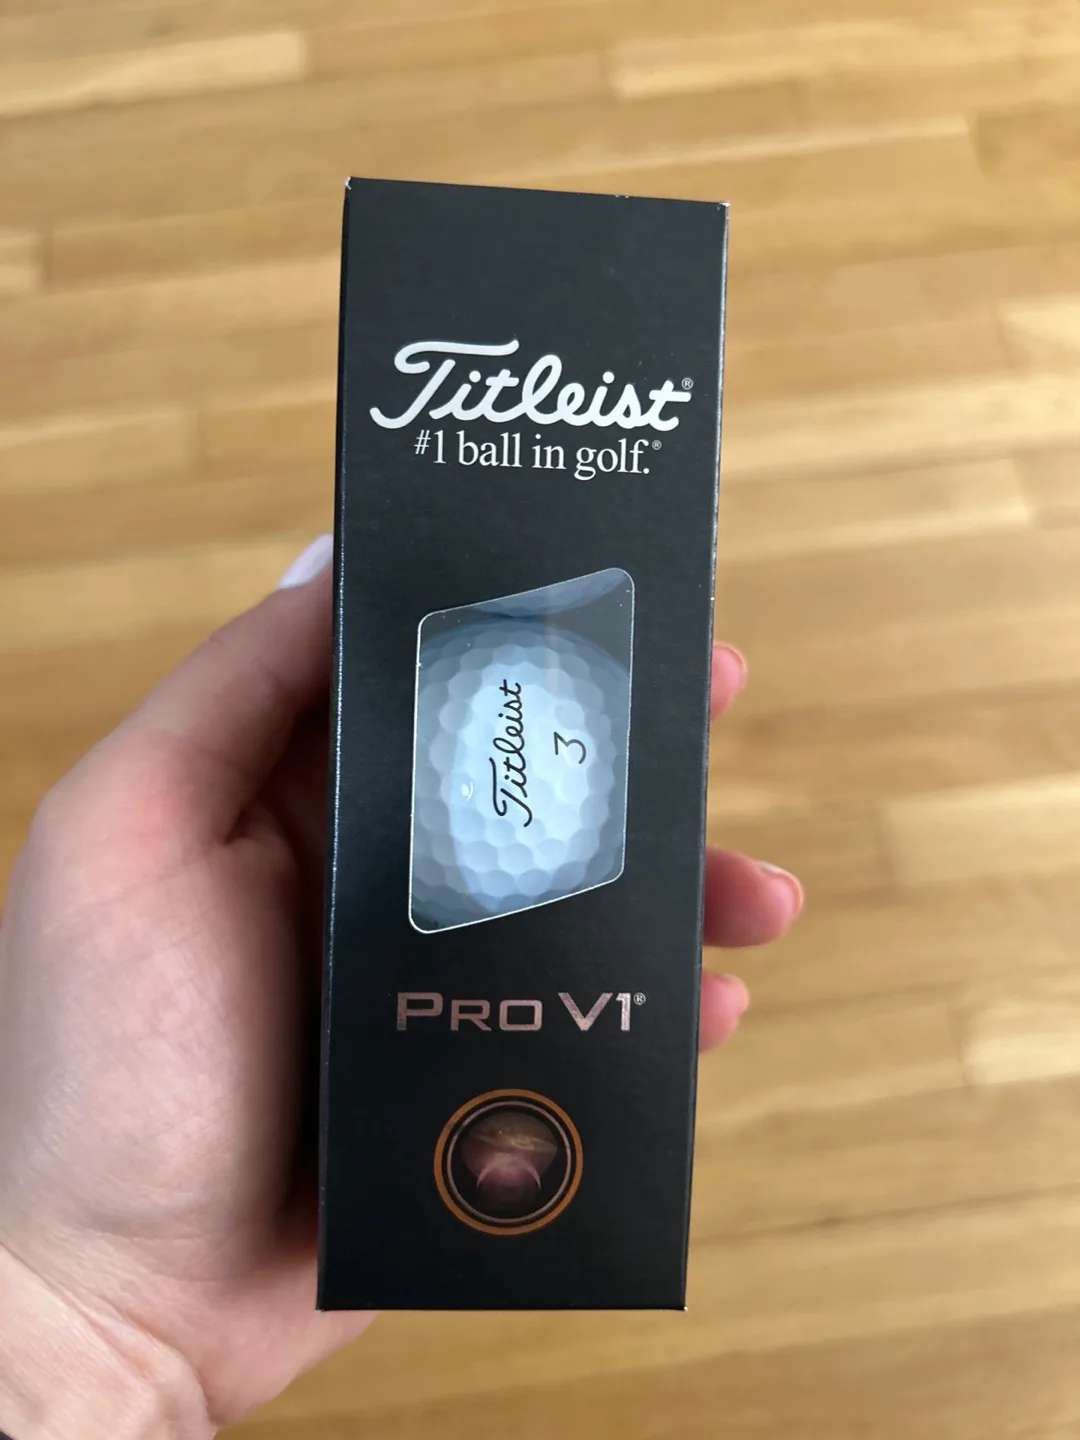 Titleist®
#1 ball in golf.®
Titleist
3
PRO V1®